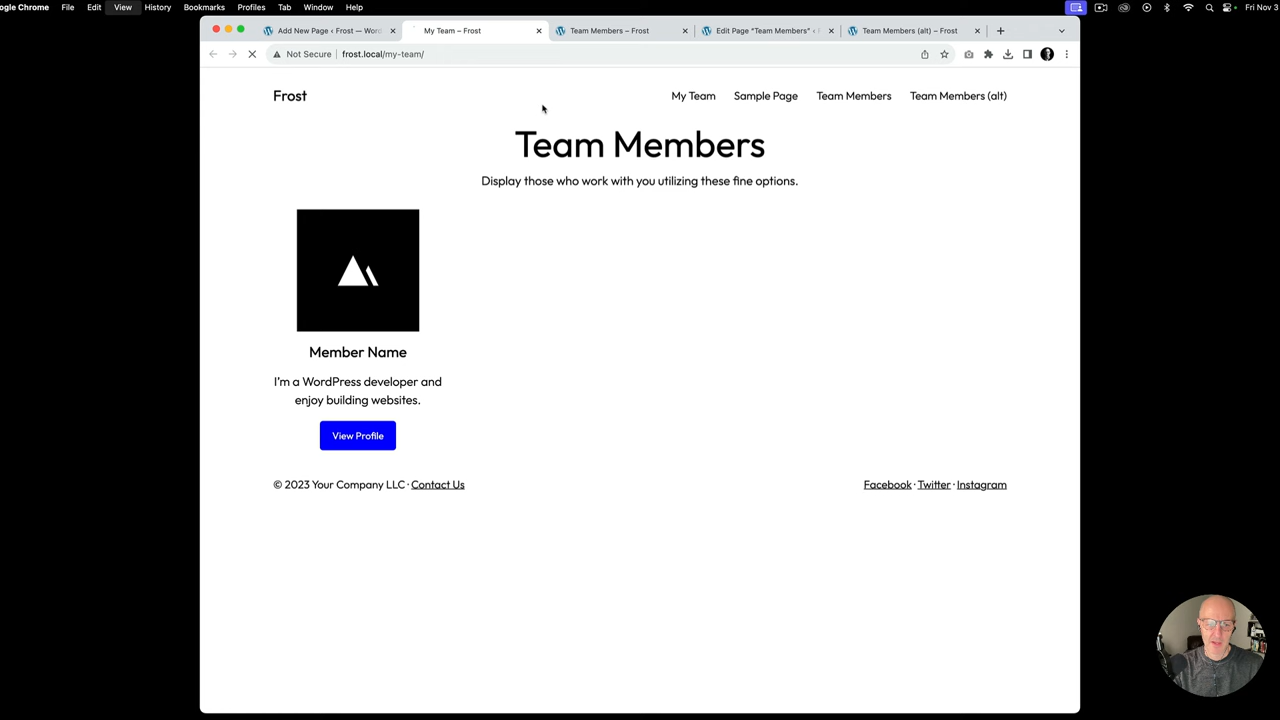 oogle Chrome File Edit View History Bookmarks Profiles Tab Window Help Fri Nov 3
Add New Page ‹ Frost — Word
My Team – Frost
Team Members – Frost
Edit Page "Team Members" ‹
Team Members (alt) – Frost
Not Secure frost.local/my-team/
Frost My Team Sample Page Team Members Team Members (alt)
Team Members
Display those who work with you utilizing these fine options.
Member Name
I'm a WordPress developer and
enjoy building websites.
View Profile
© 2023 Your Company LLC · Contact Us Facebook · Twitter · Instagram